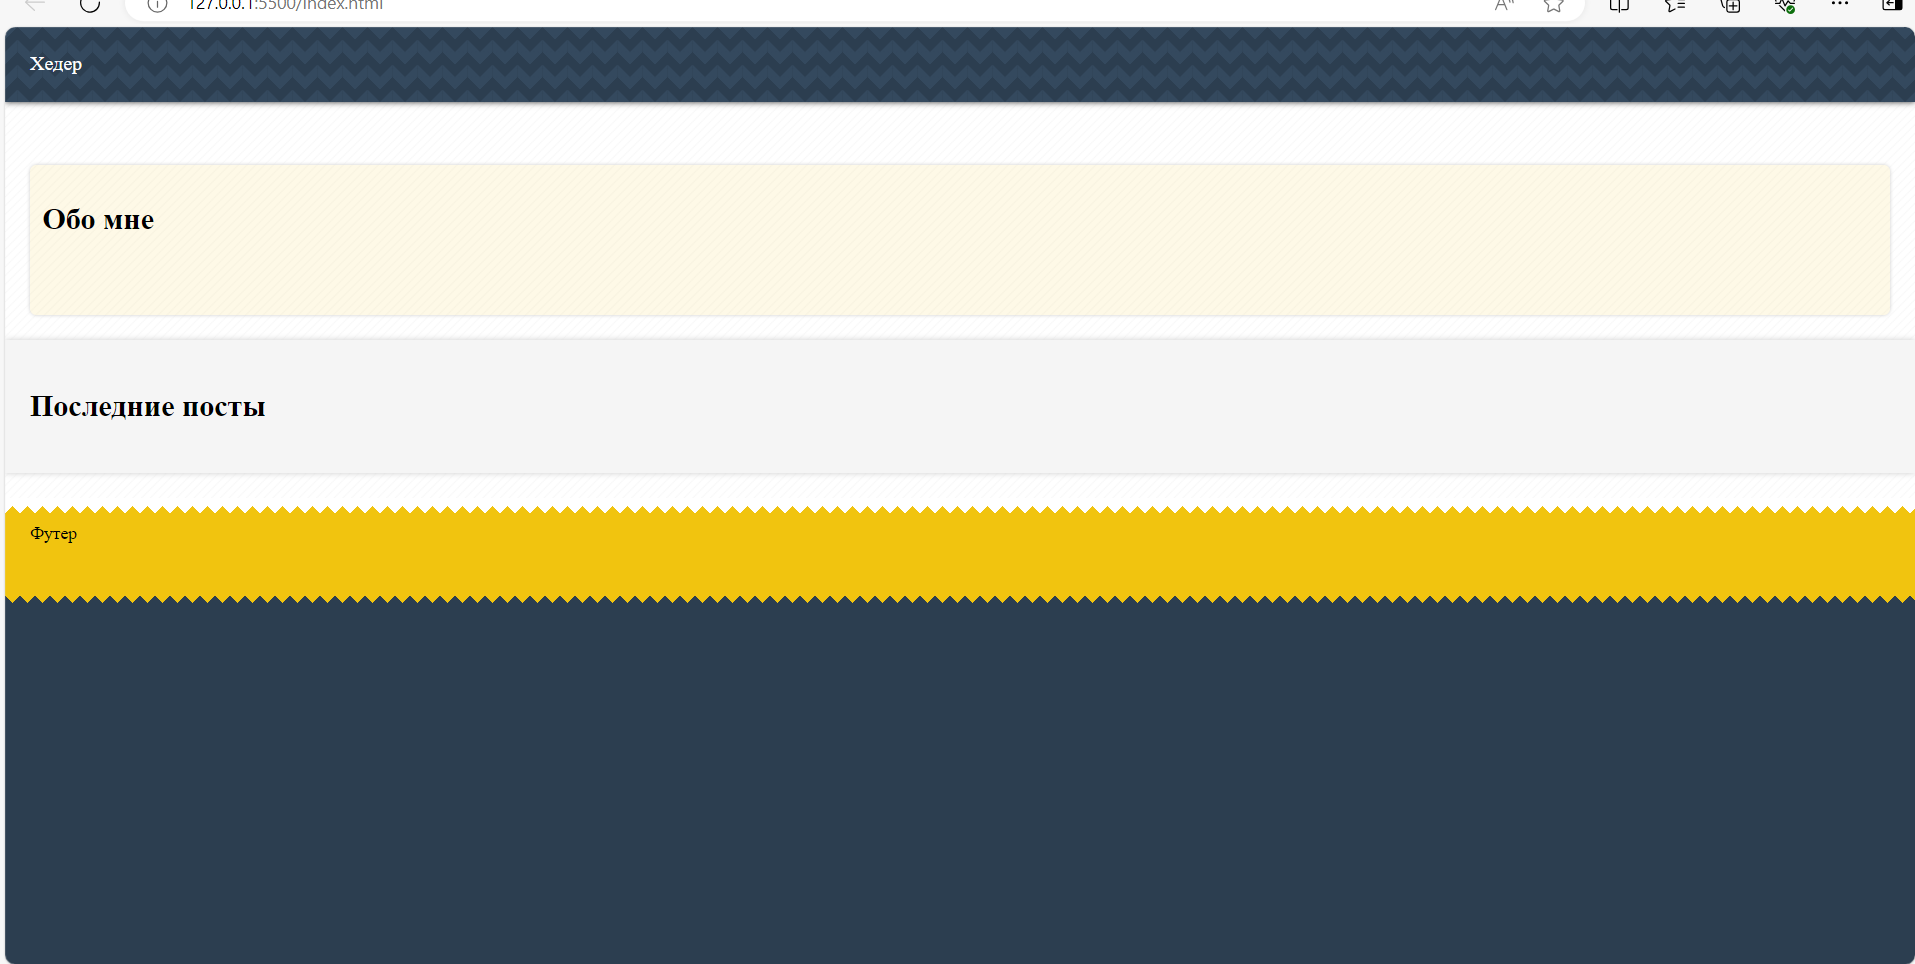 127.0.0.1:5500/index.html
Хедер
Обо мне
Последние посты
Футер